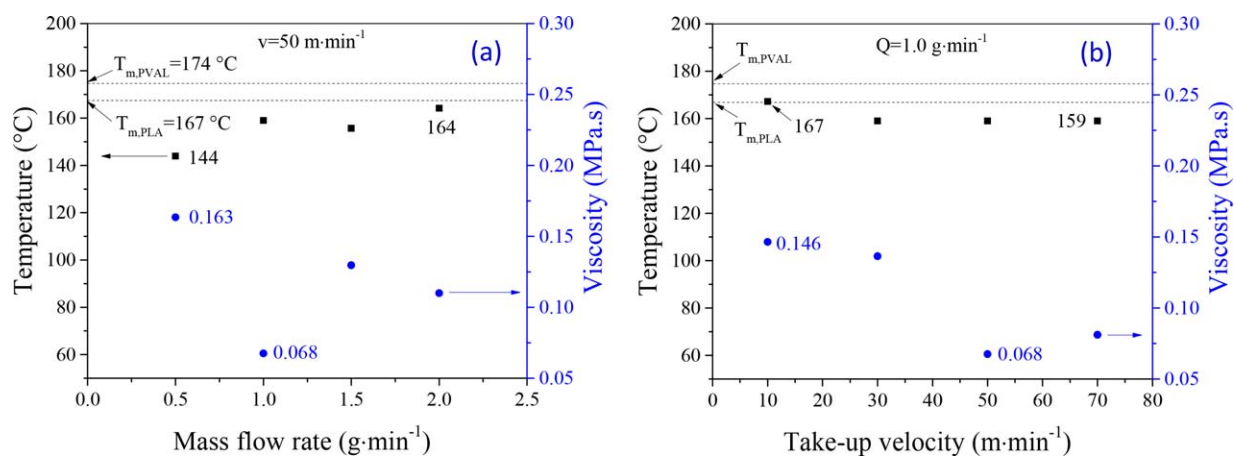 v=50 m·min⁻¹
(a)
T_m,PVAL=174 °C
T_m,PLA=167 °C
144
164
0.163
0.068
Temperature (°C)
200
180
160
140
120
100
80
60
0.0 0.5 1.0 1.5 2.0 2.5
Mass flow rate (g·min⁻¹)
0.30
0.25
0.20
0.15
0.10
0.05
Viscosity (MPa.s)
Q=1.0 g·min⁻¹
(b)
T_m,PVAL
T_m,PLA
167
159
0.146
0.068
Temperature (°C)
200
180
160
140
120
100
80
60
0 10 20 30 40 50 60 70 80
Take-up velocity (m·min⁻¹)
0.30
0.25
0.20
0.15
0.10
0.05
Viscosity (MPa.s)